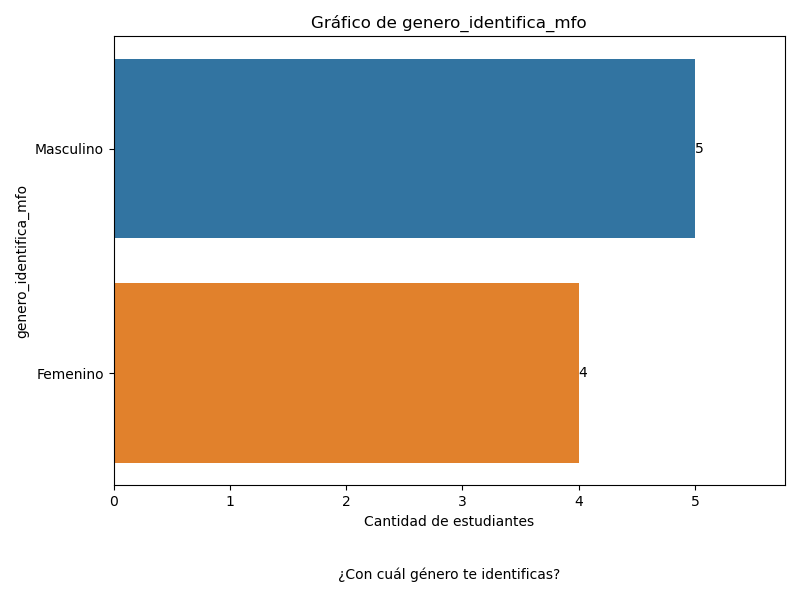 Gráfico de genero_identifica_mfo
genero_identifica_mfo
Masculino
5
Femenino
4
0 1 2 3 4 5
Cantidad de estudiantes
¿Con cuál género te identificas?